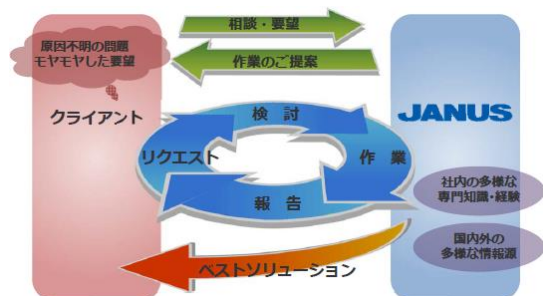 相談・要望
原因不明の問題
モヤモヤした要望
作業のご提案
クライアント
JANUS
検 討
リクエスト
作 業
報 告
社内の多様な
専門知識・経験
国内外の
多様な情報源
ベストソリューション